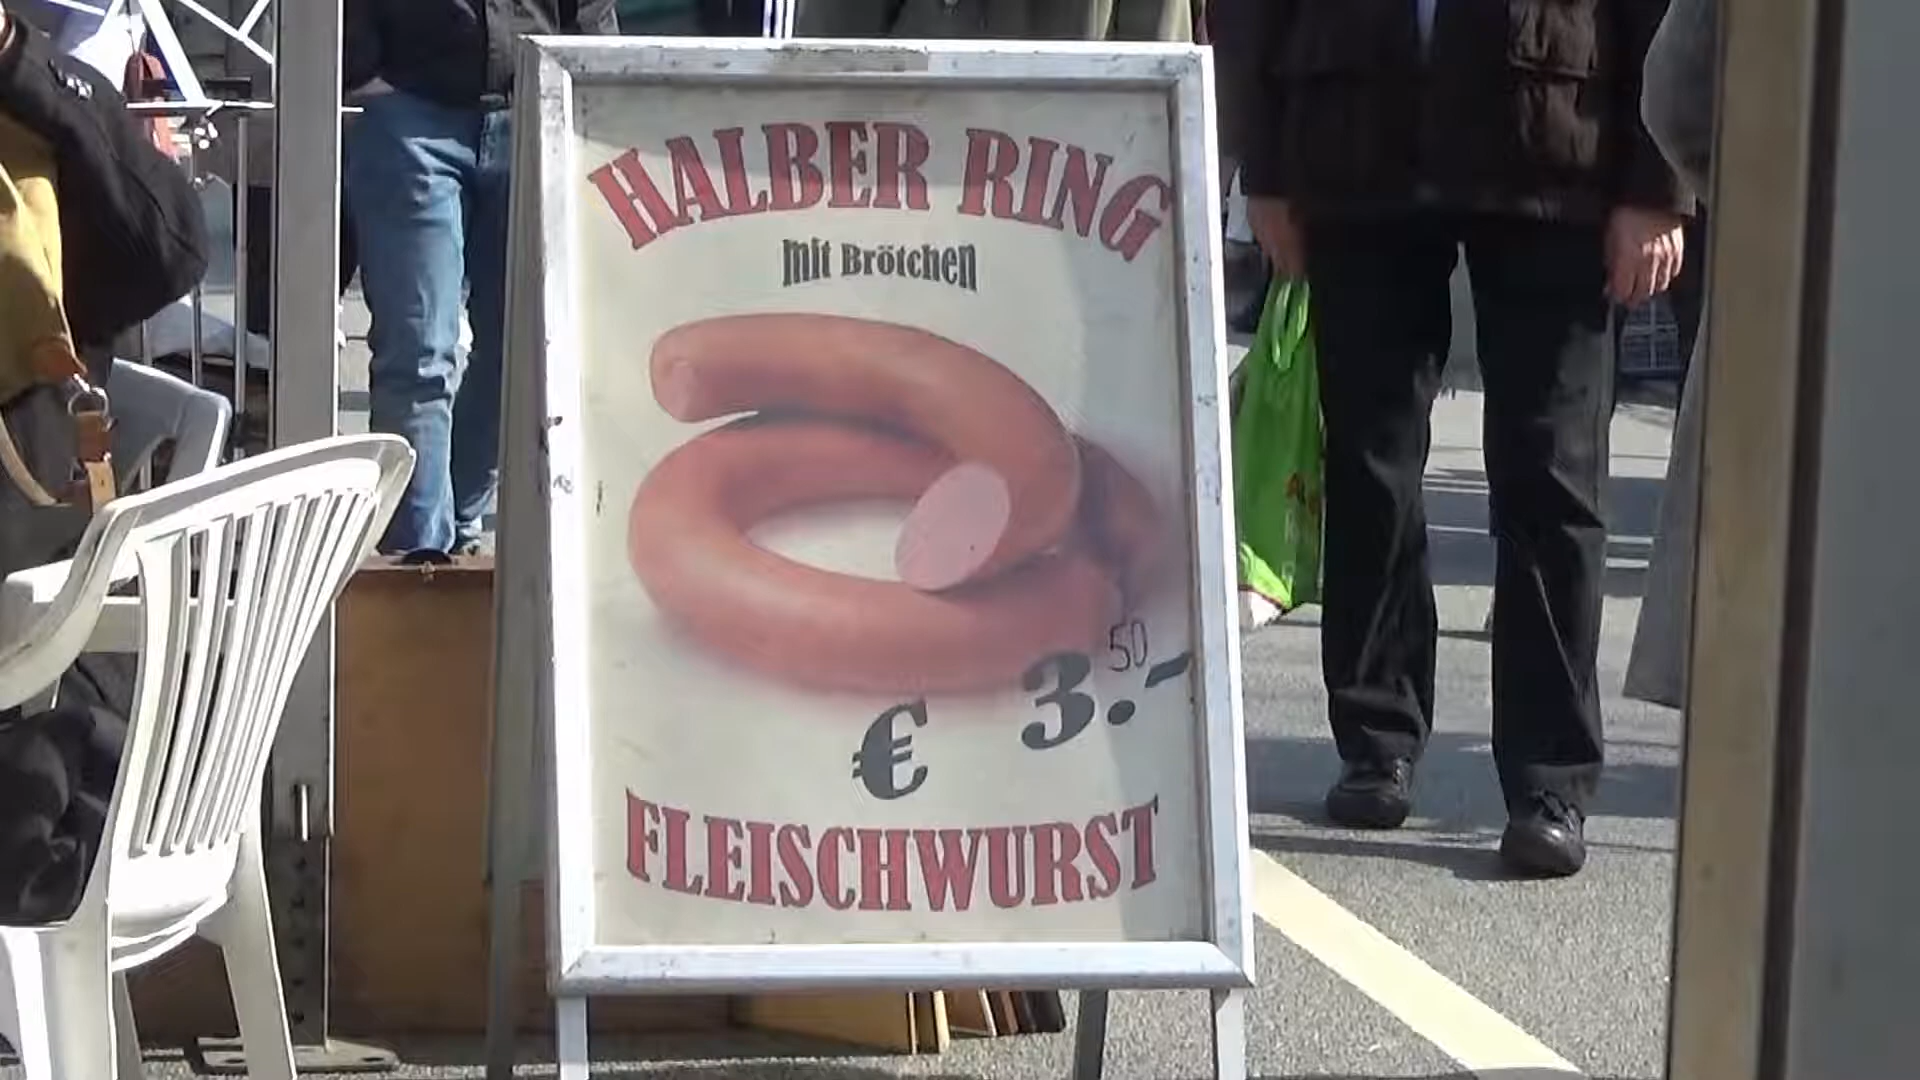 HALBER RING
mit Brötchen
50
€ 3.-
FLEISCHWURST